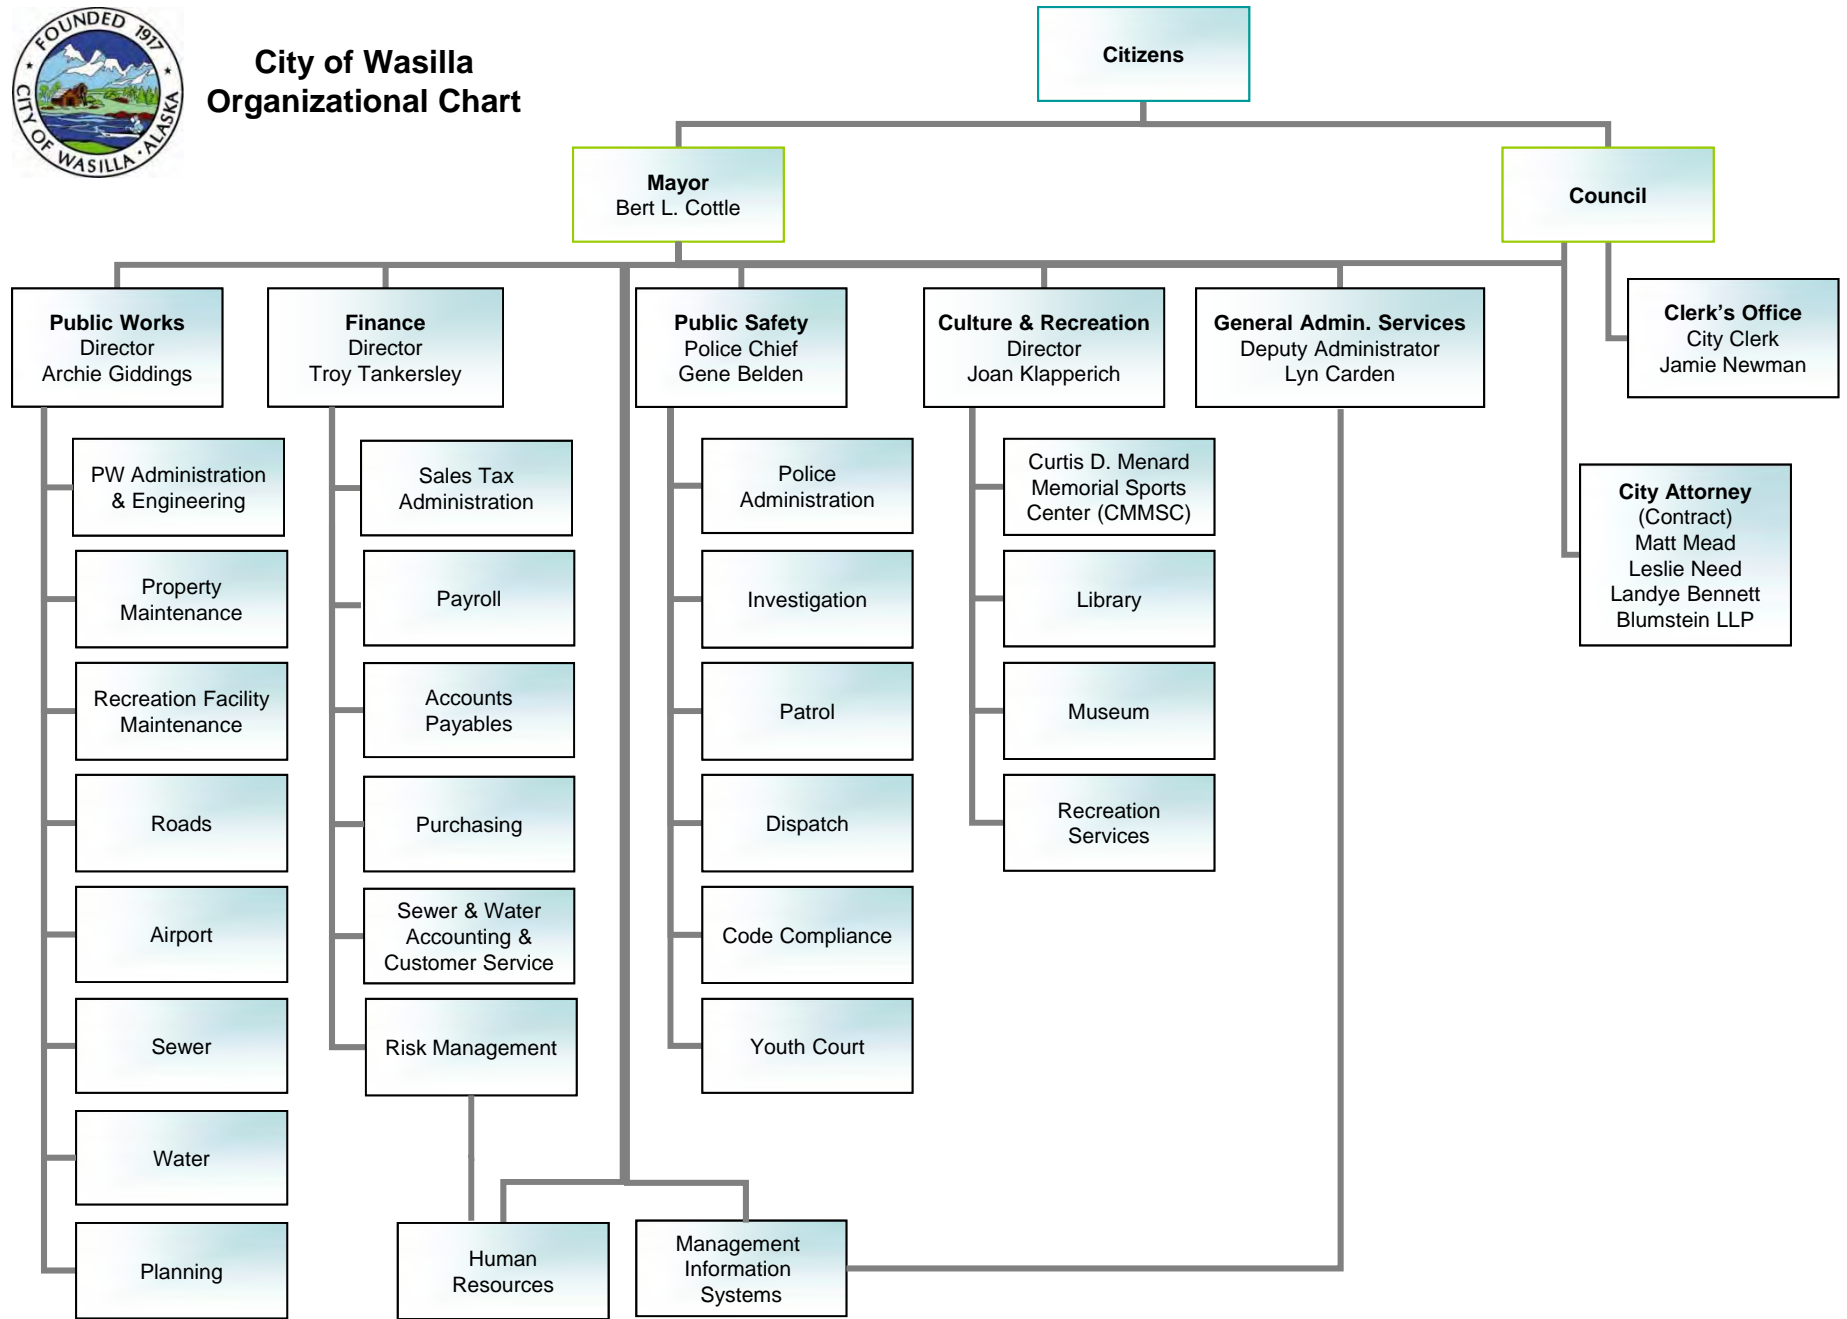 FOUNDED 1917
CITY OF WASILLA · ALASKA
City of Wasilla
Organizational Chart
Citizens
Mayor
Bert L. Cottle
Council
Public Works
Director
Archie Giddings
Finance
Director
Troy Tankersley
Public Safety
Police Chief
Gene Belden
Culture & Recreation
Director
Joan Klapperich
General Admin. Services
Deputy Administrator
Lyn Carden
Clerk's Office
City Clerk
Jamie Newman
City Attorney
(Contract)
Matt Mead
Leslie Need
Landye Bennett
Blumstein LLP
PW Administration
& Engineering
Property
Maintenance
Recreation Facility
Maintenance
Roads
Airport
Sewer
Water
Planning
Sales Tax
Administration
Payroll
Accounts
Payables
Purchasing
Sewer & Water
Accounting &
Customer Service
Risk Management
Human
Resources
Police
Administration
Investigation
Patrol
Dispatch
Code Compliance
Youth Court
Management
Information
Systems
Curtis D. Menard
Memorial Sports
Center (CMMSC)
Library
Museum
Recreation
Services